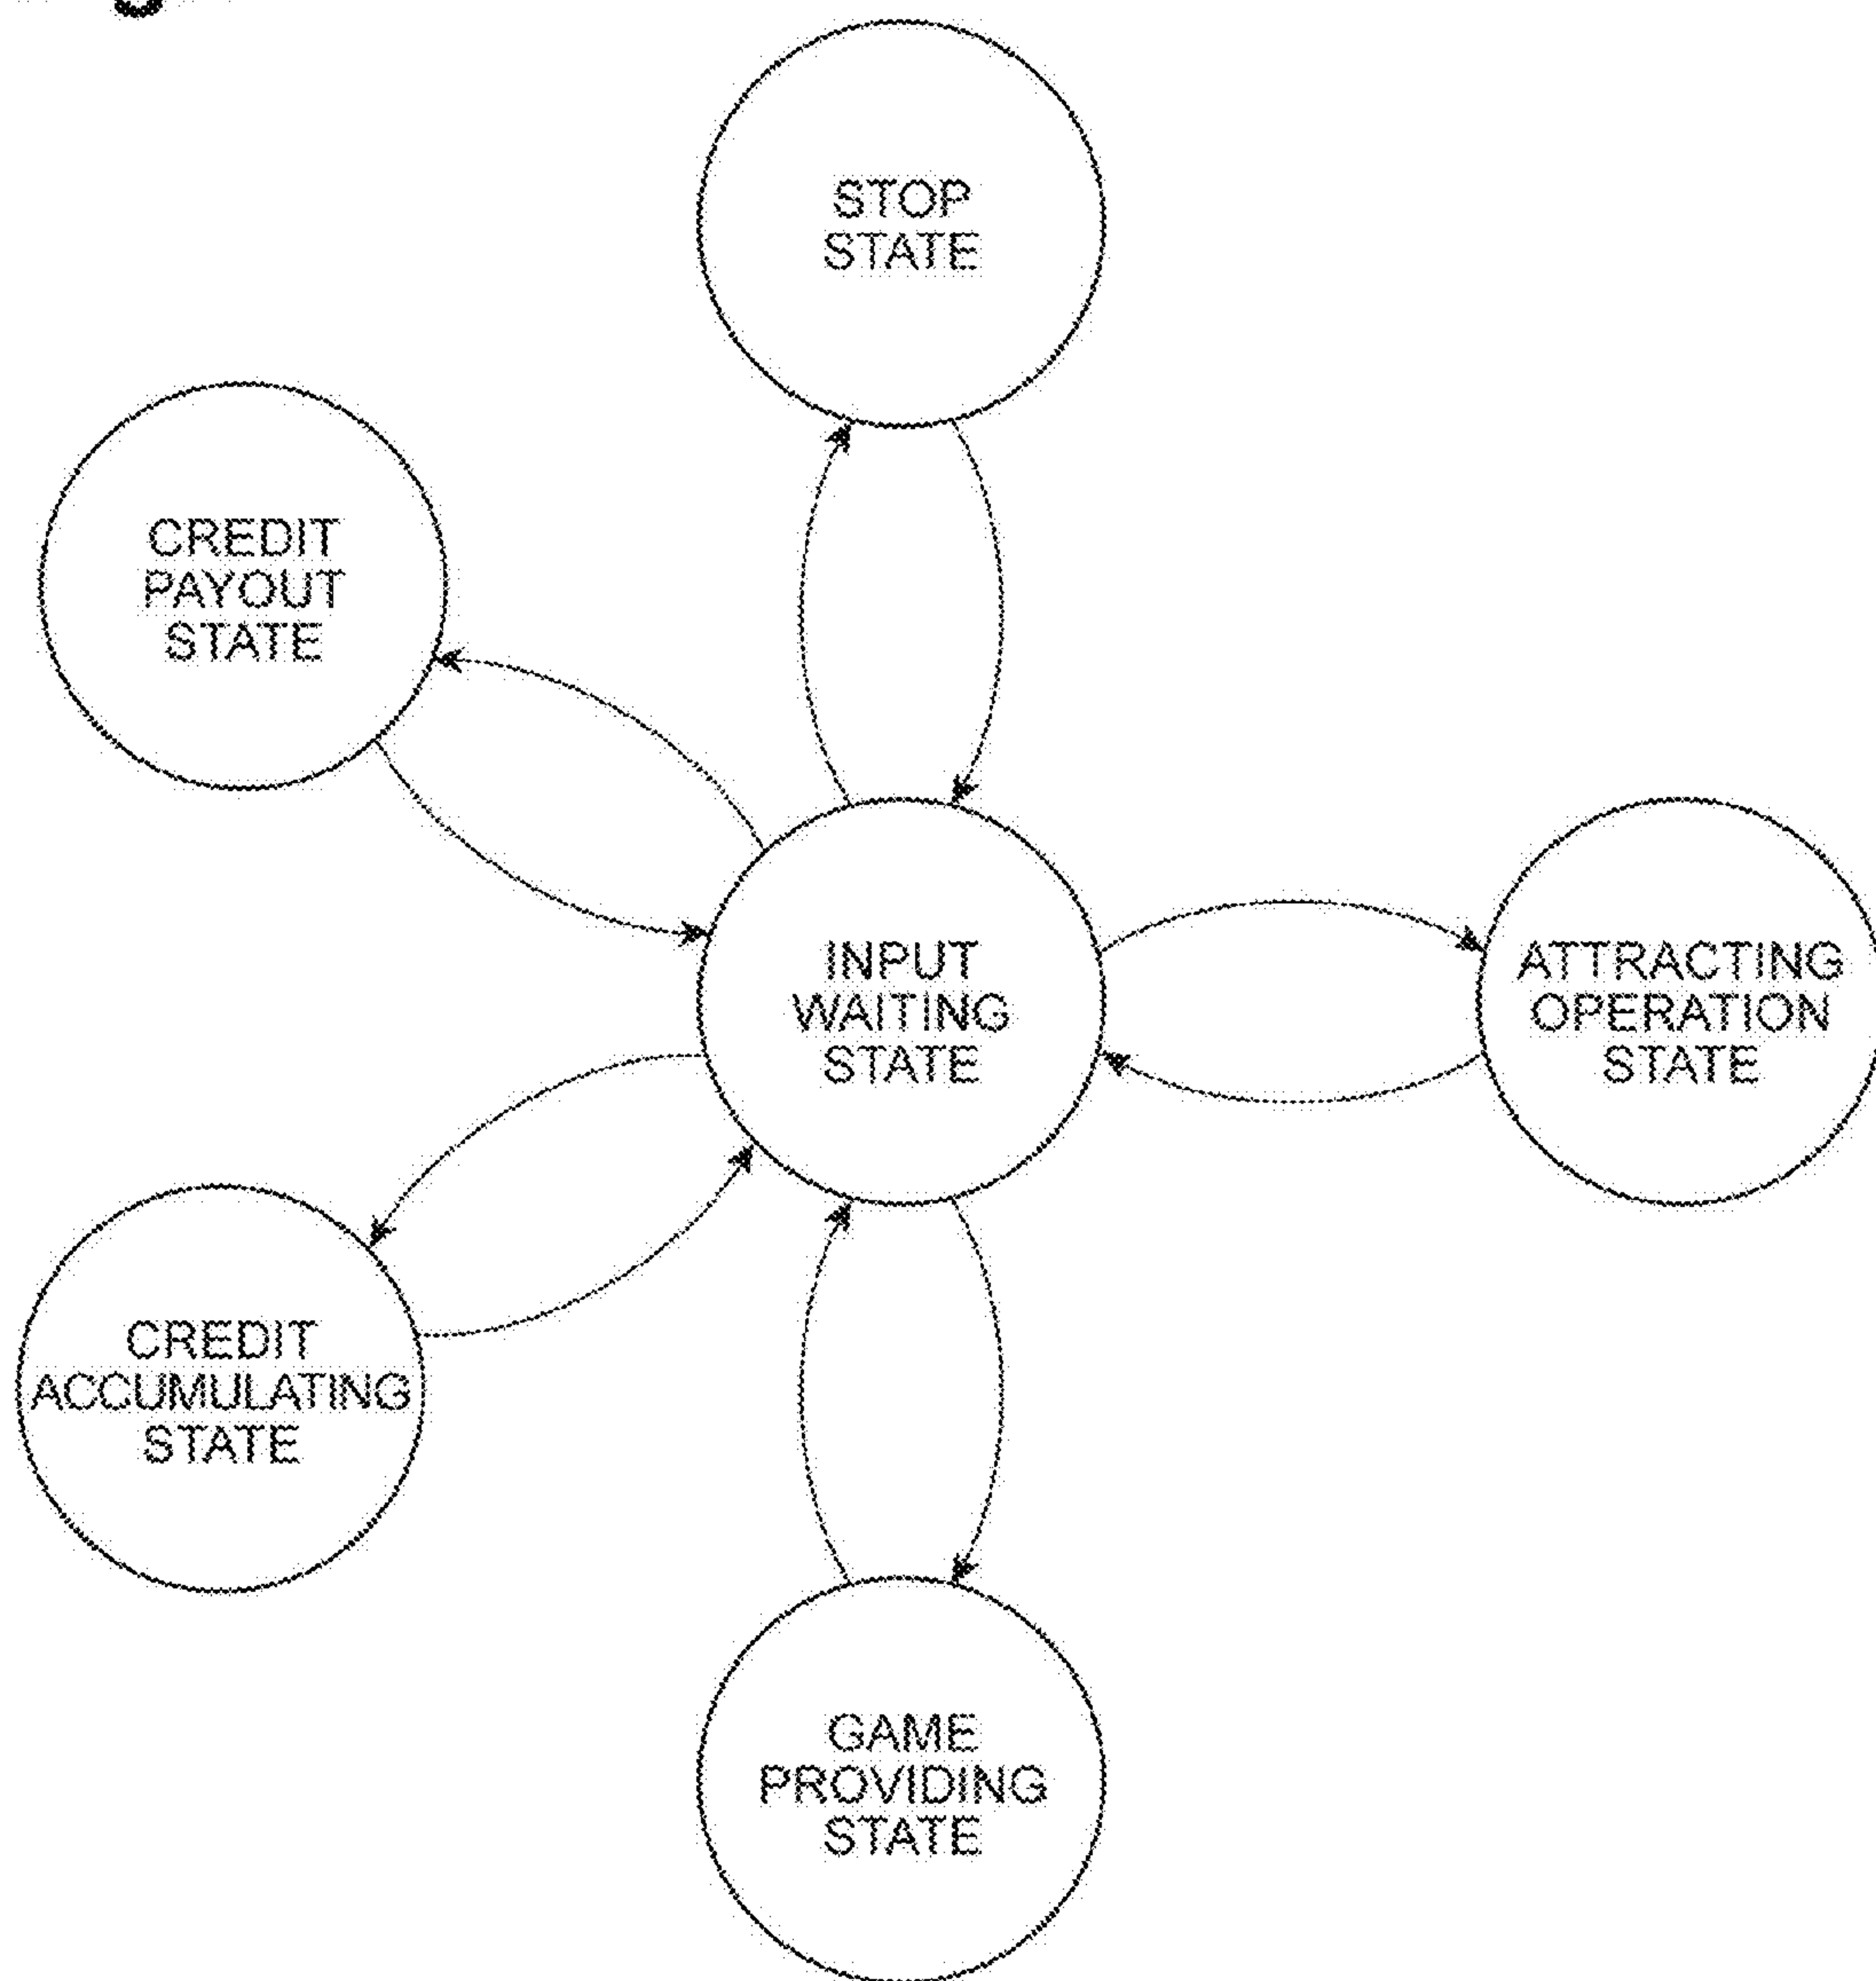 STOP
STATE
CREDIT
PAYOUT
STATE
INPUT
WAITING
STATE
ATTRACTING
OPERATION
STATE
CREDIT
ACCUMULATING
STATE
GAME
PROVIDING
STATE